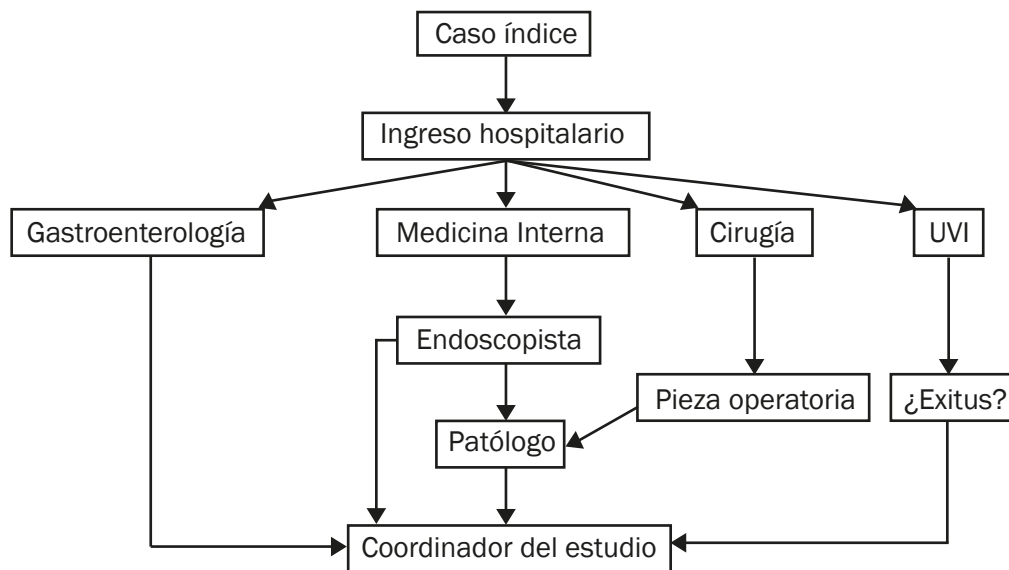 Caso índice
Ingreso hospitalario
Gastroenterología
Medicina Interna
Cirugía
UVI
Endoscopista
Pieza operatoria
¿Exitus?
Patólogo
Coordinador del estudio